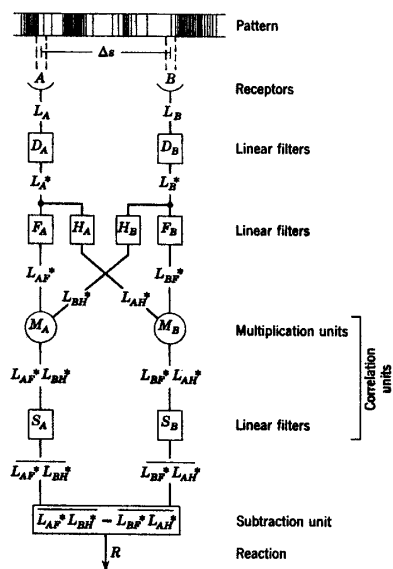 Pattern
Δs
A B Receptors
L_A L_B
D_A D_B Linear filters
L_A* L_B*
F_A H_A H_B F_B Linear filters
L_AF* L_BH* L_AH* L_BF*
M_A M_B Multiplication units
L_AF* L_BH* L_BF* L_AH*
S_A S_B Linear filters
Correlation units
L_AF* L_BH* L_BF* L_AH*
L_AF* L_BH* - L_BF* L_AH* Subtraction unit
R Reaction